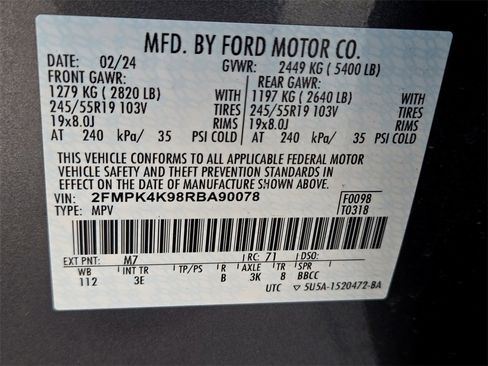 MFD. BY FORD MOTOR CO.
DATE: 02/24 GVWR: 2449 KG ( 5400 LB)
FRONT GAWR: REAR GAWR:
1279 KG ( 2820 LB) WITH 1197 KG ( 2640 LB) WITH
245/55R19 103V TIRES 245/55R19 103V TIRES
19x8.0J RIMS 19x8.0J RIMS
AT 240 kPa/ 35 PSI COLD AT 240 kPa/ 35 PSI COLD
THIS VEHICLE CONFORMS TO ALL APPLICABLE FEDERAL MOTOR
VEHICLE SAFETY AND THEFT PREVENTION STANDARDS IN
EFFECT ON THE DATE OF MANUFACTURE SHOWN ABOVE.
VIN: 2FMPK4K98RBA90078 F0098
TYPE: MPV T0318
EXT PNT: M7 RC: 71
WB INT TR TP/PS R AXLE TR SPR
112 3E B 3K 8 BBCC
UTC 5U5A-1520472-BA